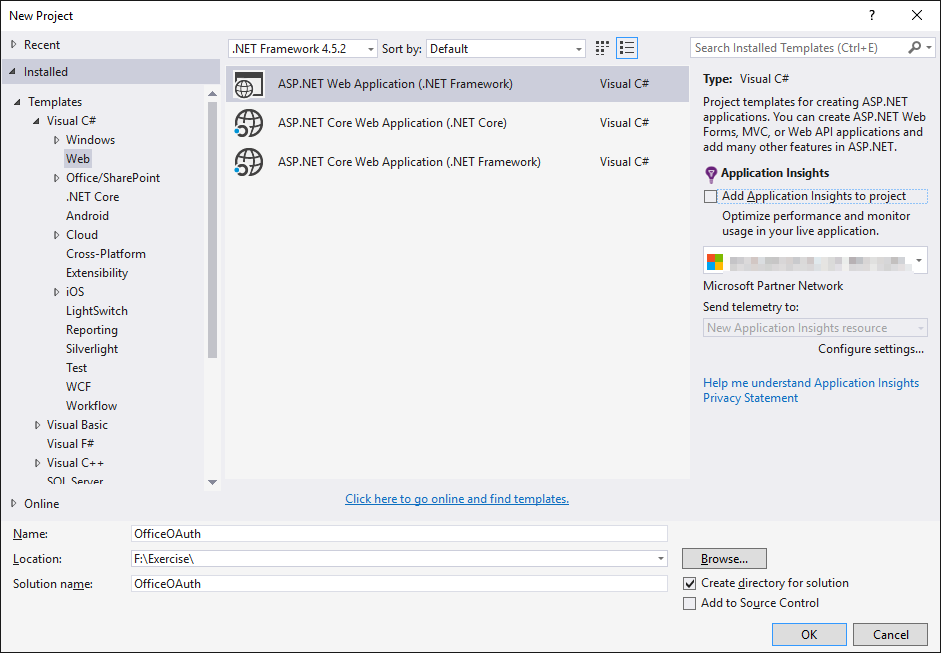 New Project
?
Recent
Installed
Templates
Visual C#
Windows
Web
Office/SharePoint
.NET Core
Android
Cloud
Cross-Platform
Extensibility
iOS
LightSwitch
Reporting
Silverlight
Test
WCF
Workflow
Visual Basic
Visual F#
Visual C++
SQL Server
Online
.NET Framework 4.5.2
Sort by:
Default
ASP.NET Web Application (.NET Framework) Visual C#
ASP.NET Core Web Application (.NET Core) Visual C#
ASP.NET Core Web Application (.NET Framework) Visual C#
Click here to go online and find templates.
Search Installed Templates (Ctrl+E)
Type: Visual C#
Project templates for creating ASP.NET
applications. You can create ASP.NET Web
Forms, MVC, or Web API applications and
add many other features in ASP.NET.
Application Insights
Add Application Insights to project
Optimize performance and monitor
usage in your live application.
Microsoft Partner Network
Send telemetry to:
New Application Insights resource
Configure settings...
Help me understand Application Insights
Privacy Statement
Name: OfficeOAuth
Location: F:\Exercise\
Browse...
Solution name: OfficeOAuth
Create directory for solution
Add to Source Control
OK
Cancel